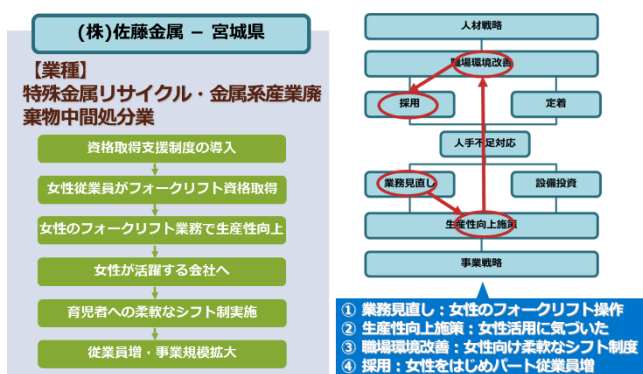 (株)佐藤金属 – 宮城県
【業種】
特殊金属リサイクル・金属系産業廃
棄物中間処分業
資格取得支援制度の導入
女性従業員がフォークリフト資格取得
女性のフォークリフト業務で生産性向上
女性が活躍する会社へ
育児者への柔軟なシフト制実施
従業員増・事業規模拡大
人材戦略
職場環境改善
採用
定着
人手不足対応
業務見直し
設備投資
生産性向上施策
事業戦略
① 業務見直し：女性のフォークリフト操作
② 生産性向上施策：女性活用に気づいた
③ 職場環境改善：女性向け柔軟なシフト制度
④ 採用：女性をはじめパート従業員増